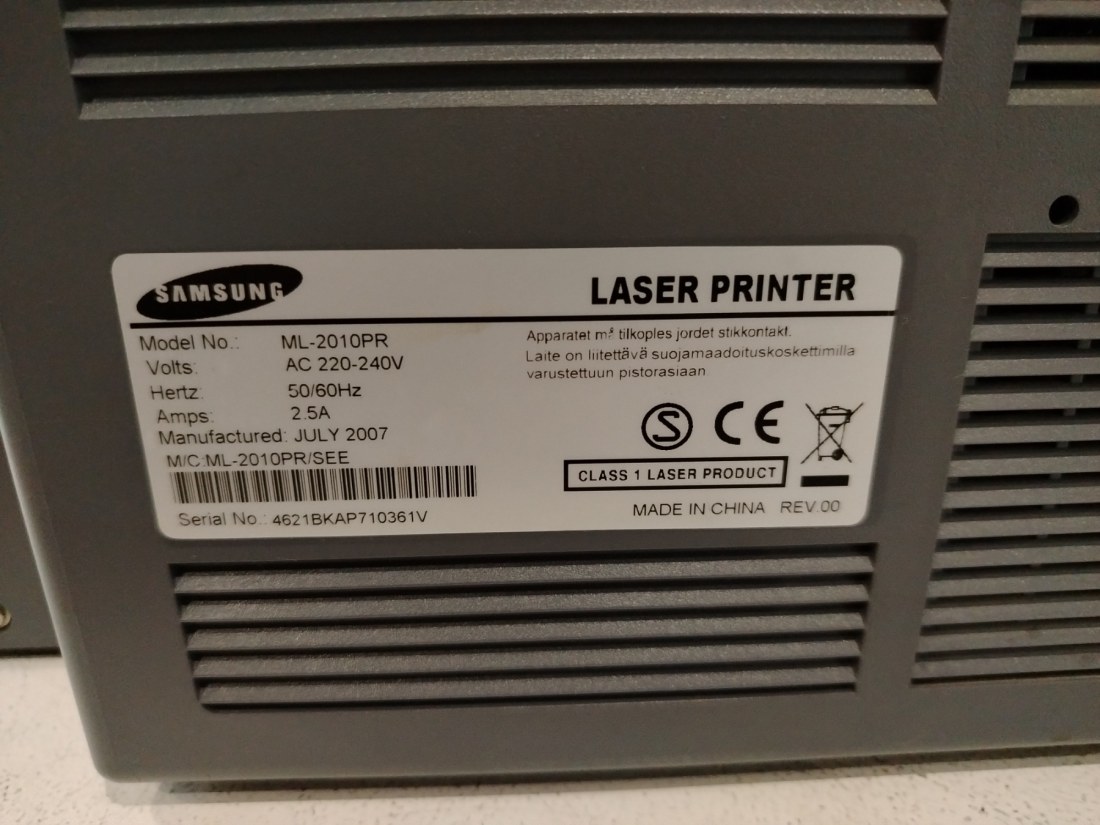 SAMSUNG
LASER PRINTER
Model No.: ML-2010PR
Volts: AC 220-240V
Hertz: 50/60Hz
Amps: 2.5A
Manufactured: JULY 2007
M/C:ML-2010PR/SEE
Serial No.: 4621BKAP710361V
Apparatet tilkoples jordet stikkontakt.
Laite on liitettävä suojamaadoituskoskettimilla
varustettuun pistorasiaan
S CE
CLASS 1 LASER PRODUCT
MADE IN CHINA REV.00